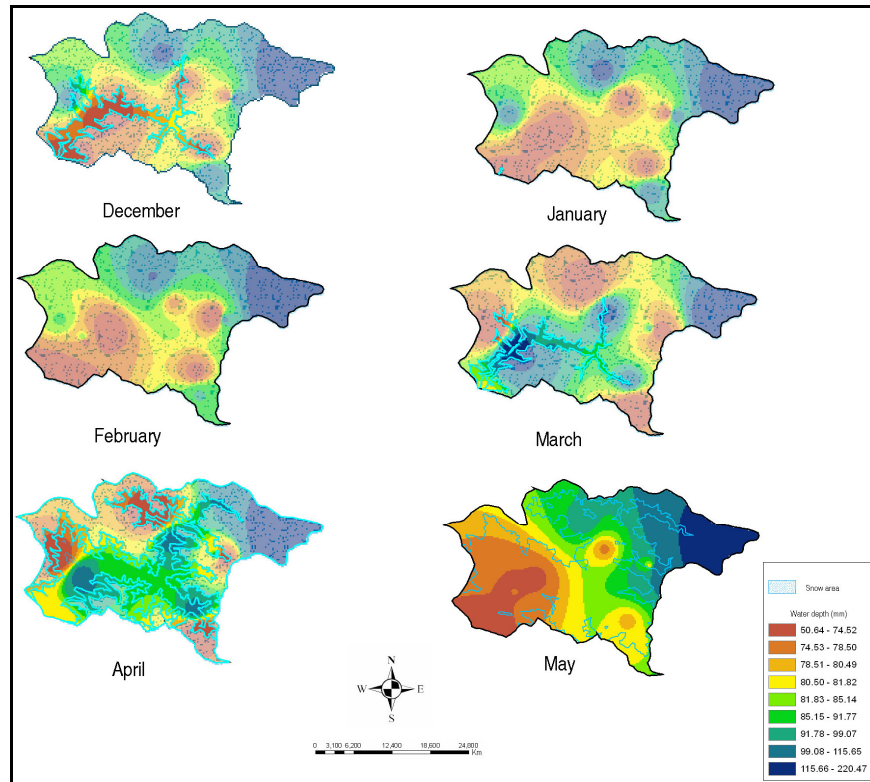 December
January
February
March
April
May
N
W E
S
0 3,100 6,200 12,400 18,600 24,800
Km
Snow area
Water depth (mm)
50.64 - 74.52
74.53 - 78.50
78.51 - 80.49
80.50 - 81.82
81.83 - 85.14
85.15 - 91.77
91.78 - 99.07
99.08 - 115.65
115.66 - 220.47